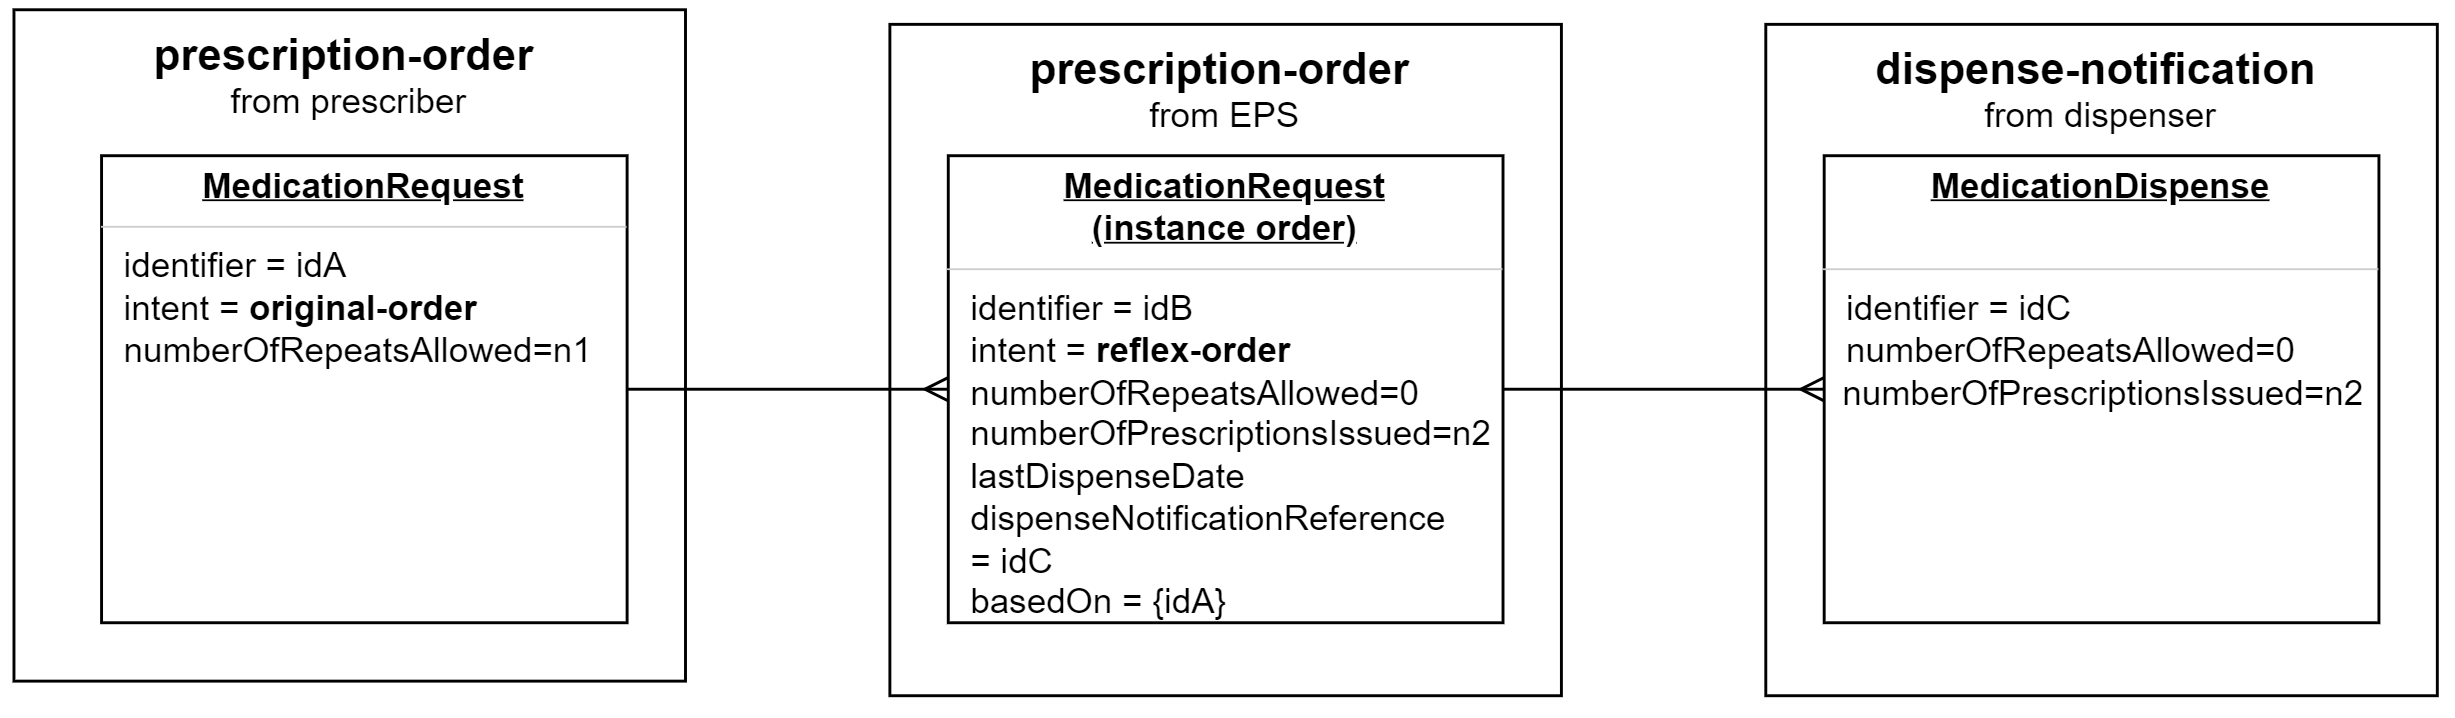 prescription-order
from prescriber
MedicationRequest
identifier = idA
intent = original-order
numberOfRepeatsAllowed=n1
prescription-order
from EPS
MedicationRequest
(instance order)
identifier = idB
intent = reflex-order
numberOfRepeatsAllowed=0
numberOfPrescriptionsIssued=n2
lastDispenseDate
dispenseNotificationReference
= idC
basedOn = {idA}
dispense-notification
from dispenser
MedicationDispense
identifier = idC
numberOfRepeatsAllowed=0
numberOfPrescriptionsIssued=n2